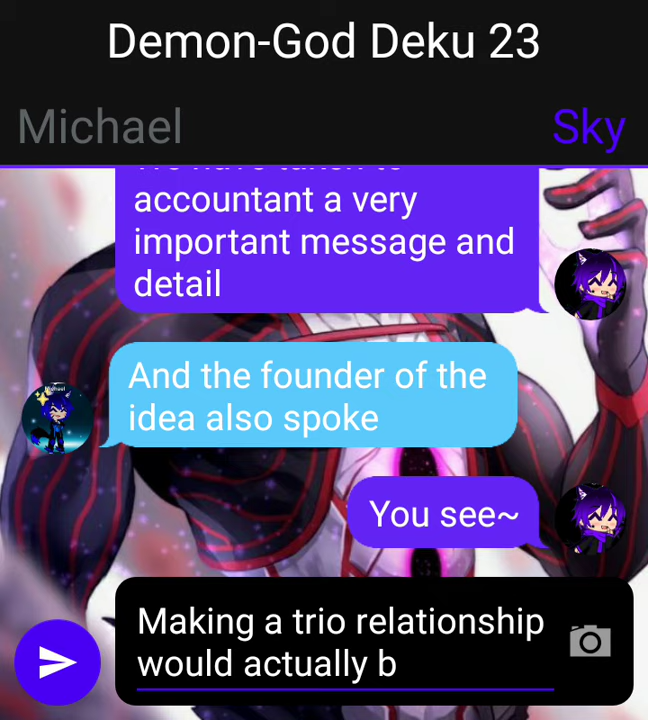 Demon-God Deku 23
Michael
Sky
accountant a very
important message and
detail
And the founder of the
idea also spoke
You see~
Making a trio relationship
would actually b